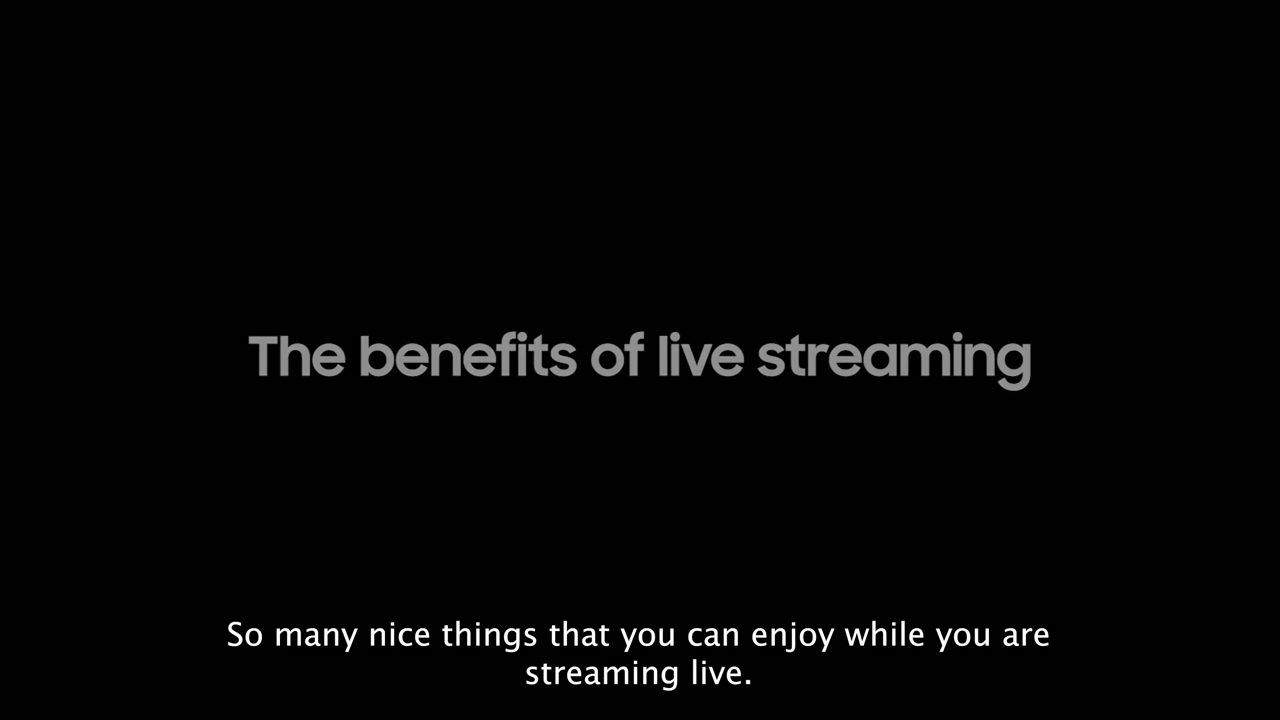 The benefits of live streaming
So many nice things that you can enjoy while you are
streaming live.